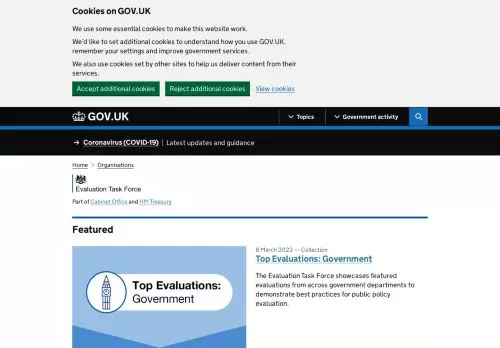 Cookies on GOV.UK
We use some essential cookies to make this website work.
We'd like to set additional cookies to understand how you use GOV.UK,
remember your settings and improve government services.
We also use cookies set by other sites to help us deliver content from their
services.
Accept additional cookies
Reject additional cookies
View cookies
GOV.UK
Topics
Government activity
→ Coronavirus (COVID-19) | Latest updates and guidance
Home > Organisations
Evaluation Task Force
Part of Cabinet Office and HM Treasury
Featured
Top Evaluations:
Government
8 March 2022 — Collection
Top Evaluations: Government
The Evaluation Task Force showcases featured
evaluations from across government departments to
demonstrate best practices for public policy
evaluation.